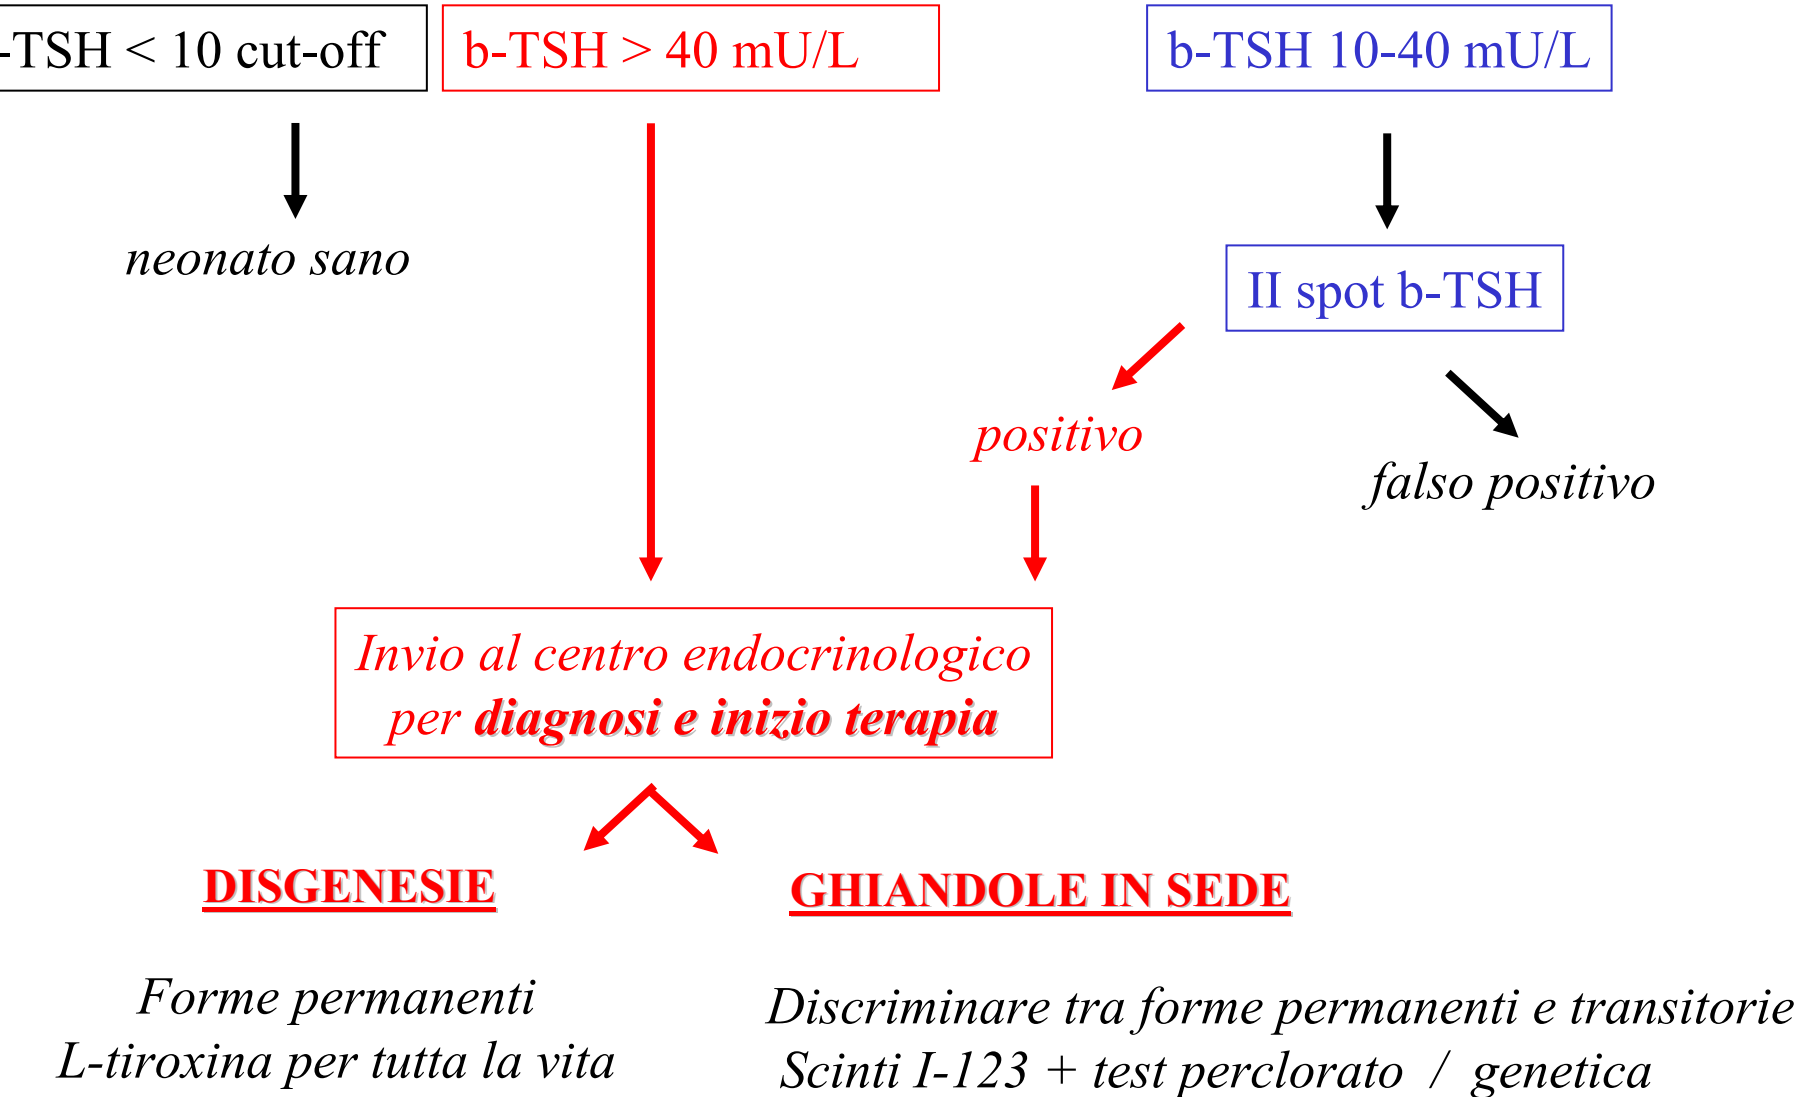 -TSH < 10 cut-off
b-TSH > 40 mU/L
b-TSH 10-40 mU/L
neonato sano
II spot b-TSH
positivo
falso positivo
Invio al centro endocrinologico
per diagnosi e inizio terapia
DISGENESIE
GHIANDOLE IN SEDE
Forme permanenti
L-tiroxina per tutta la vita
Discriminare tra forme permanenti e transitorie
Scinti I-123 + test perclorato / genetica